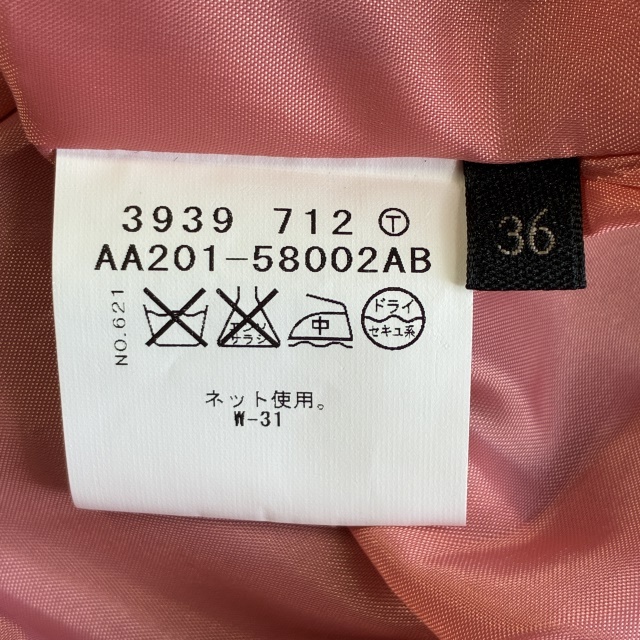 3939 712 Ⓣ
AA201-58002AB
36
NO.621
エンソ
サラシ
中
ドライ
セキユ系
ネット使用。
W-31